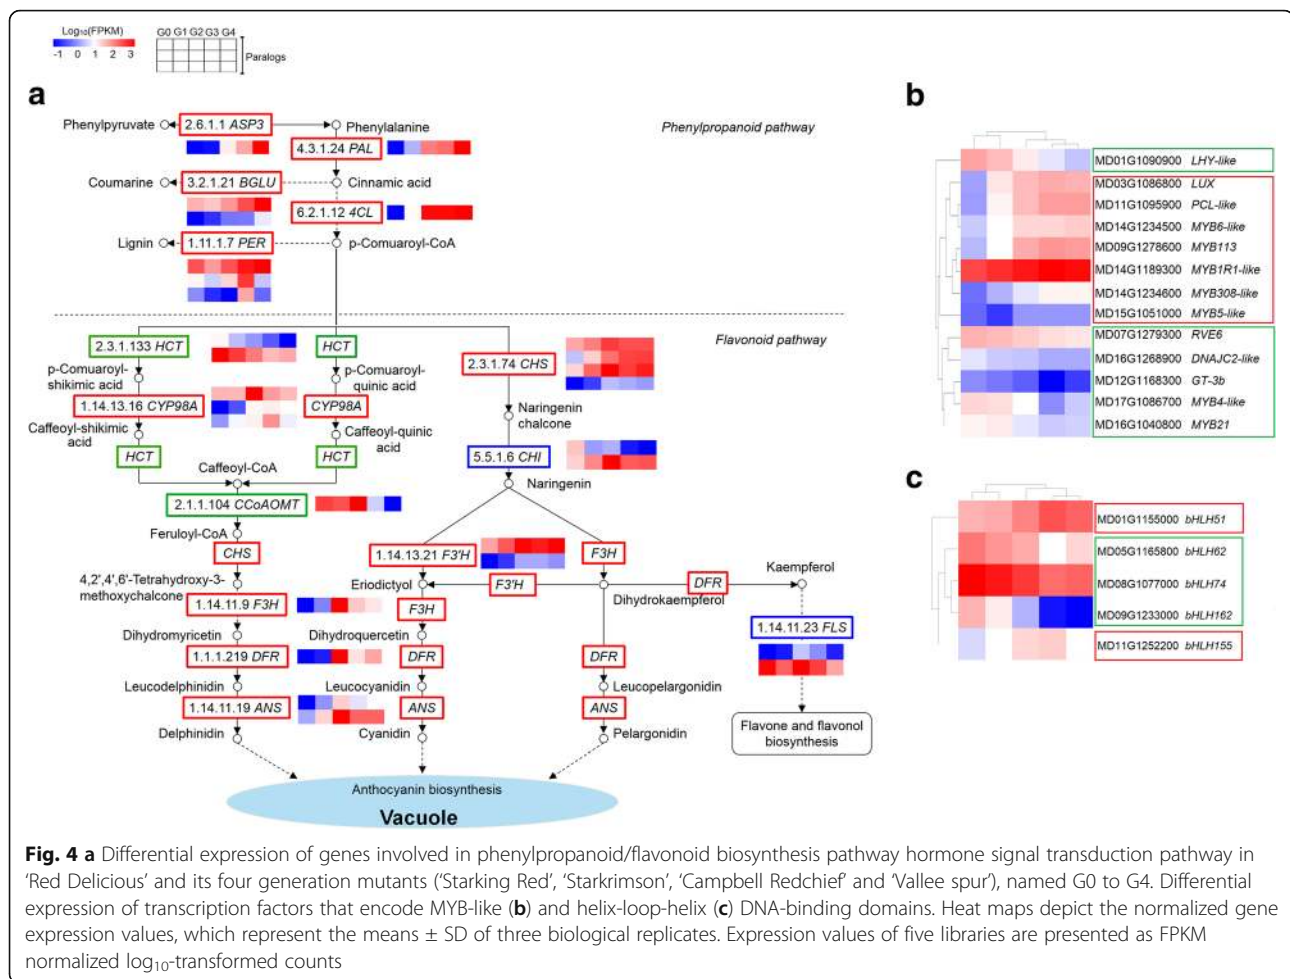 Log₁₀(FPKM)
-1 0 1 2 3
G0 G1 G2 G3 G4
Paralogs
a
Phenylpyruvate
2.6.1.1 ASP3
Phenylalanine
Phenylpropanoid pathway
4.3.1.24 PAL
Coumarine
3.2.1.21 BGLU
Cinnamic acid
6.2.1.12 4CL
Lignin
1.11.1.7 PER
p-Comuaroyl-CoA
Flavonoid pathway
2.3.1.133 HCT
HCT
2.3.1.74 CHS
p-Comuaroyl-
shikimic acid
p-Comuaroyl-
quinic acid
1.14.13.16 CYP98A
CYP98A
Naringenin
chalcone
Caffeoyl-shikimic
acid
Caffeoyl-quinic
acid
HCT
HCT
5.5.1.6 CHI
Caffeoyl-CoA
Naringenin
2.1.1.104 CCoAOMT
Feruloyl-CoA
CHS
1.14.13.21 F3'H
F3H
4,2',4',6'-Tetrahydroxy-3-
methoxychalcone
Eriodictyol
F3'H
DFR
Kaempferol
Dihydrokaempferol
1.14.11.9 F3H
F3H
Dihydromyricetin
Dihydroquercetin
1.14.11.23 FLS
1.1.1.219 DFR
DFR
DFR
Leucodelphinidin
Leucocyanidin
Leucopelargonidin
1.14.11.19 ANS
ANS
ANS
Delphinidin
Cyanidin
Pelargonidin
Flavone and flavonol
biosynthesis
Anthocyanin biosynthesis
Vacuole
b
MD01G1090900 LHY-like
MD03G1086800 LUX
MD11G1095900 PCL-like
MD14G1234500 MYB6-like
MD09G1278600 MYB113
MD14G1189300 MYB1R1-like
MD14G1234600 MYB308-like
MD15G1051000 MYB5-like
MD07G1279300 RVE6
MD16G1268900 DNAJC2-like
MD12G1168300 GT-3b
MD17G1086700 MYB4-like
MD16G1040800 MYB21
c
MD01G1155000 bHLH51
MD05G1165800 bHLH62
MD08G1077000 bHLH74
MD09G1233000 bHLH162
MD11G1252200 bHLH155
Fig. 4 a Differential expression of genes involved in phenylpropanoid/flavonoid biosynthesis pathway hormone signal transduction pathway in
'Red Delicious' and its four generation mutants ('Starking Red', 'Starkrimson', 'Campbell Redchief' and 'Vallee spur'), named G0 to G4. Differential
expression of transcription factors that encode MYB-like (b) and helix-loop-helix (c) DNA-binding domains. Heat maps depict the normalized gene
expression values, which represent the means ± SD of three biological replicates. Expression values of five libraries are presented as FPKM
normalized log₁₀-transformed counts